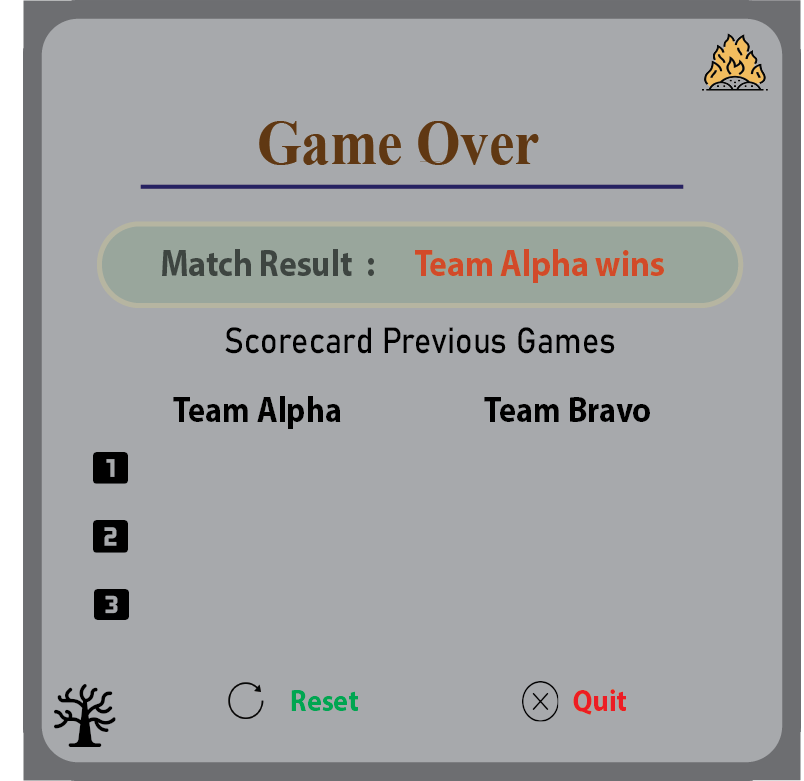 Game Over
Match Result : Team Alpha wins
Scorecard Previous Games
Team Alpha Team Bravo
1
2
3
Reset Quit